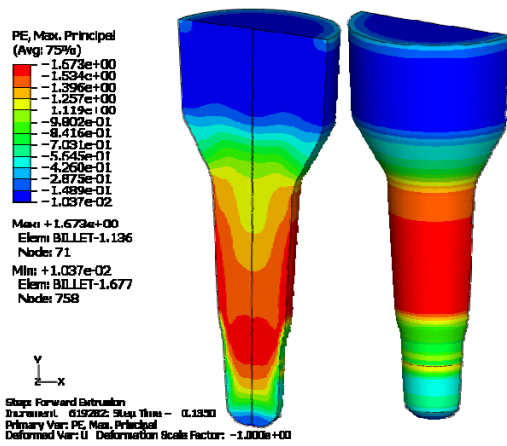 PE, Max. Principal
(Avg: 75%)
−1.673e+00
−1.534e+00
−1.396e+00
−1.257e+00
1.119e+00
−9.802e−01
−8.416e−01
−7.031e−01
−5.645e−01
−4.260e−01
−2.875e−01
−1.489e−01
−1.037e−02
Max: +1.673e+00
Elem: BILLET-1.136
Node: 71
Min: +1.037e−02
Elem: BILLET-1.677
Node: 758
Y
Z
X
Step: Forward Extrusion
Increment 619282: Step Time = 0.1350
Primary Var: PE, Max. Principal
Deformed Var: U Deformation Scale Factor: −1.000e+00